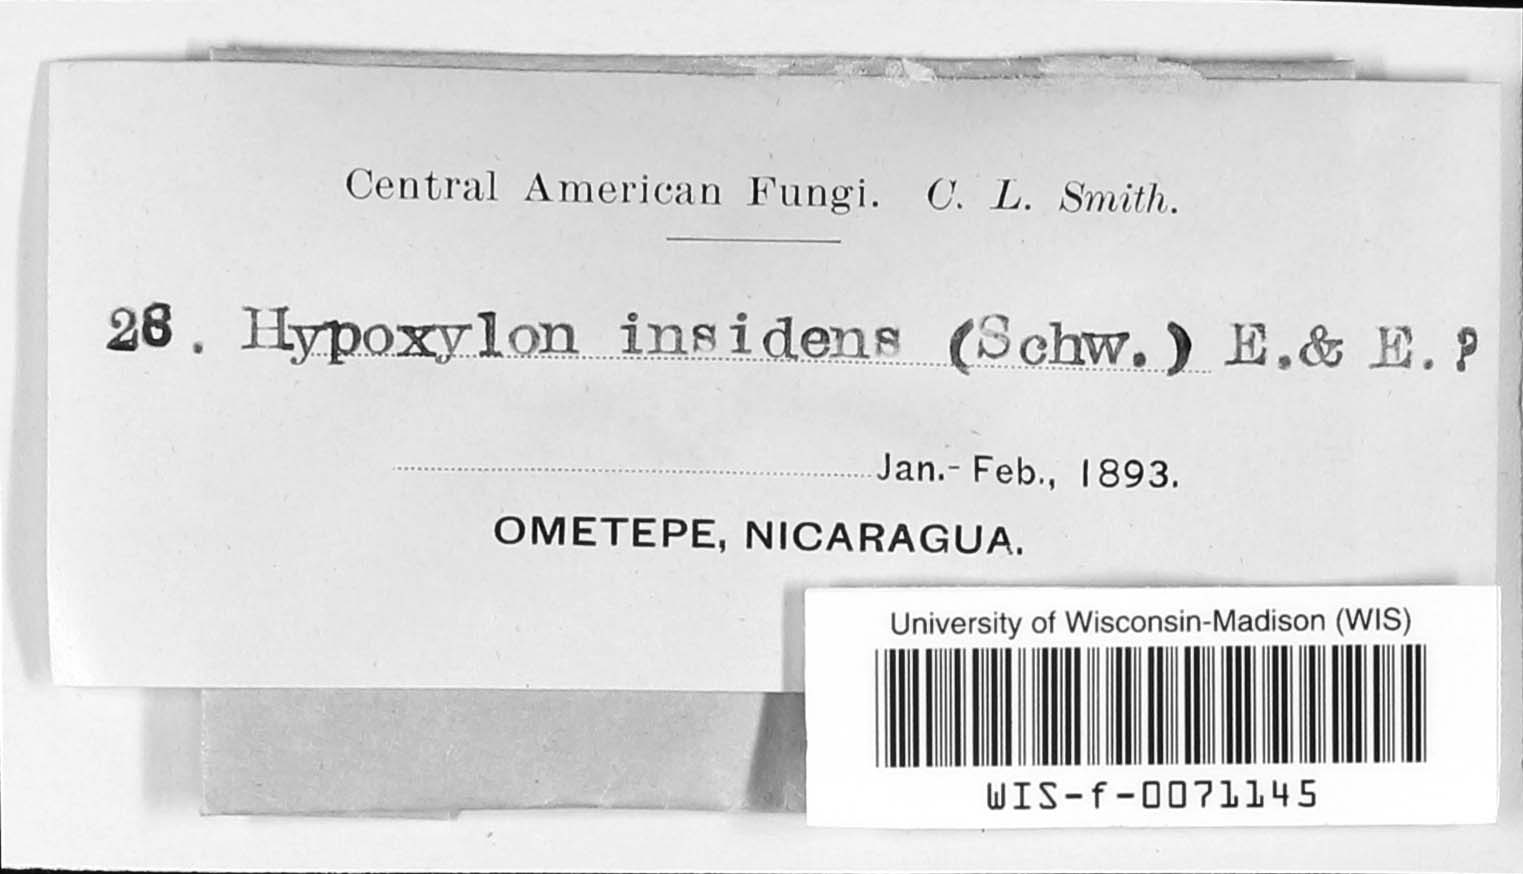 Central American Fungi. C. L. Smith.
26. Hypoxylon insidens (Schw.) E.& E.?
Jan.- Feb., 1893.
OMETEPE, NICARAGUA.
University of Wisconsin-Madison (WIS)
WIS-f-0071145